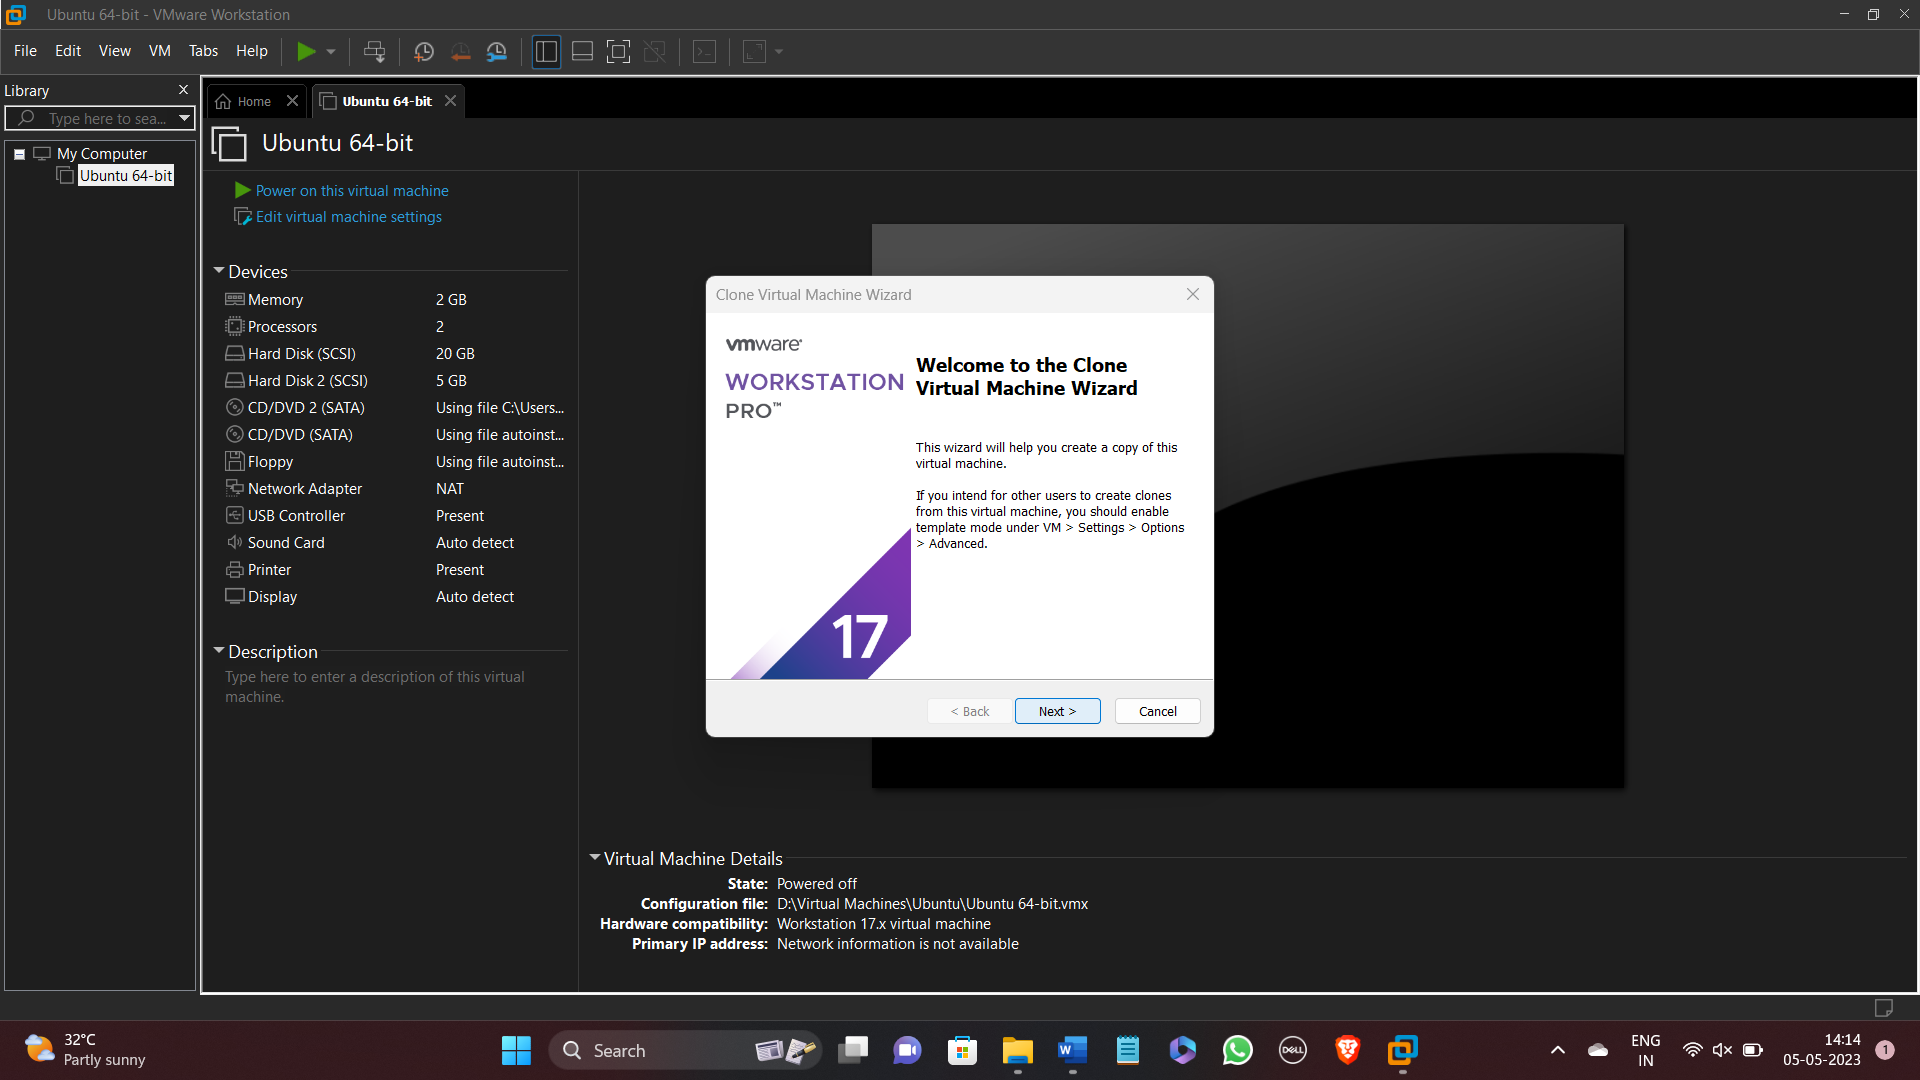 Ubuntu 64-bit - VMware Workstation
File Edit View VM Tabs Help
Library
Type here to sea...
My Computer
Ubuntu 64-bit
Home
Ubuntu 64-bit
Ubuntu 64-bit
Power on this virtual machine
Edit virtual machine settings
Devices
Memory 2 GB
Processors 2
Hard Disk (SCSI) 20 GB
Hard Disk 2 (SCSI) 5 GB
CD/DVD 2 (SATA) Using file C:\Users...
CD/DVD (SATA) Using file autoinst...
Floppy Using file autoinst...
Network Adapter NAT
USB Controller Present
Sound Card Auto detect
Printer Present
Display Auto detect
Description
Type here to enter a description of this virtual
machine.
Clone Virtual Machine Wizard
vmware®
WORKSTATION
PRO™
17
Welcome to the Clone
Virtual Machine Wizard
This wizard will help you create a copy of this
virtual machine.
If you intend for other users to create clones
from this virtual machine, you should enable
template mode under VM > Settings > Options
> Advanced.
< Back Next > Cancel
Virtual Machine Details
State: Powered off
Configuration file: D:\Virtual Machines\Ubuntu\Ubuntu 64-bit.vmx
Hardware compatibility: Workstation 17.x virtual machine
Primary IP address: Network information is not available
32°C
Partly sunny
Search
W
DELL
ENG
IN
14:14
05-05-2023
1